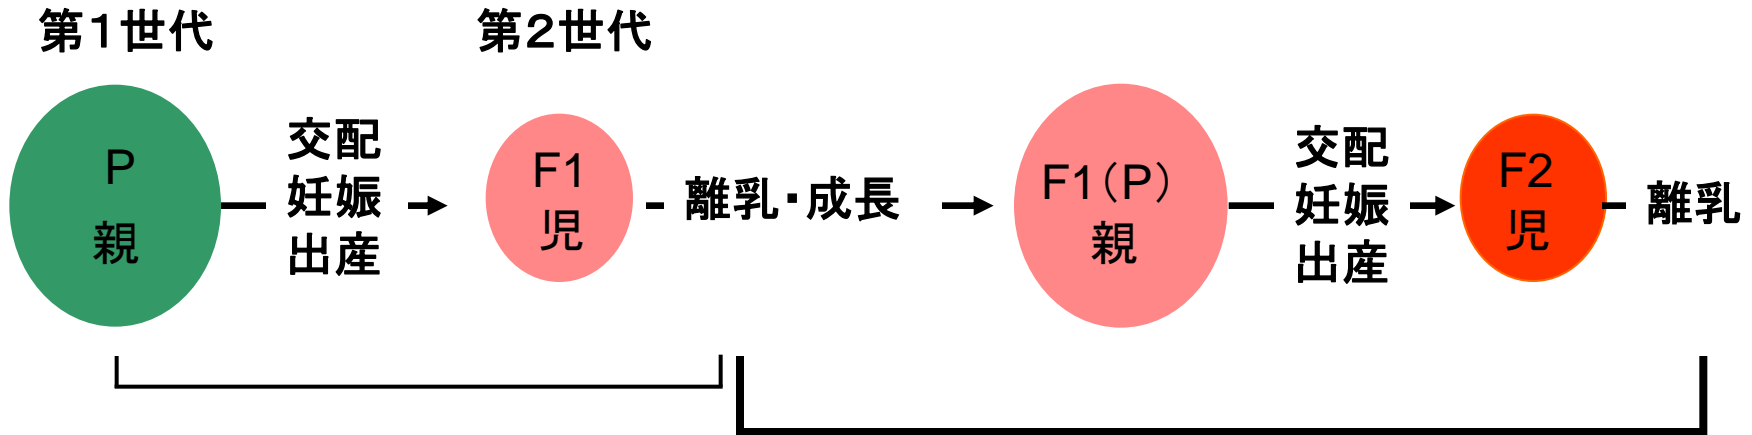 第１世代
第２世代
P
親
交配
妊娠
出産
F1
児
離乳・成長
F1（P）
親
交配
妊娠
出産
F2
児
離乳